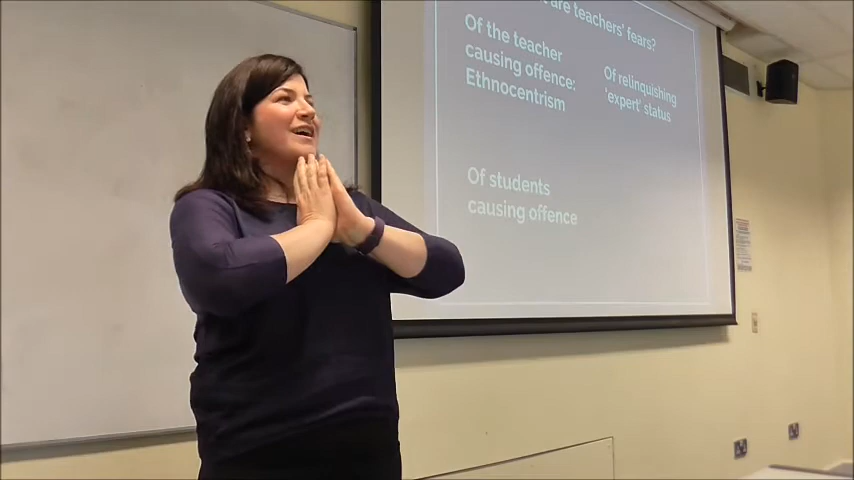 are teachers' fears?
Of the teacher
causing offence:
Ethnocentrism
Of relinquishing
'expert' status
Of students
causing offence